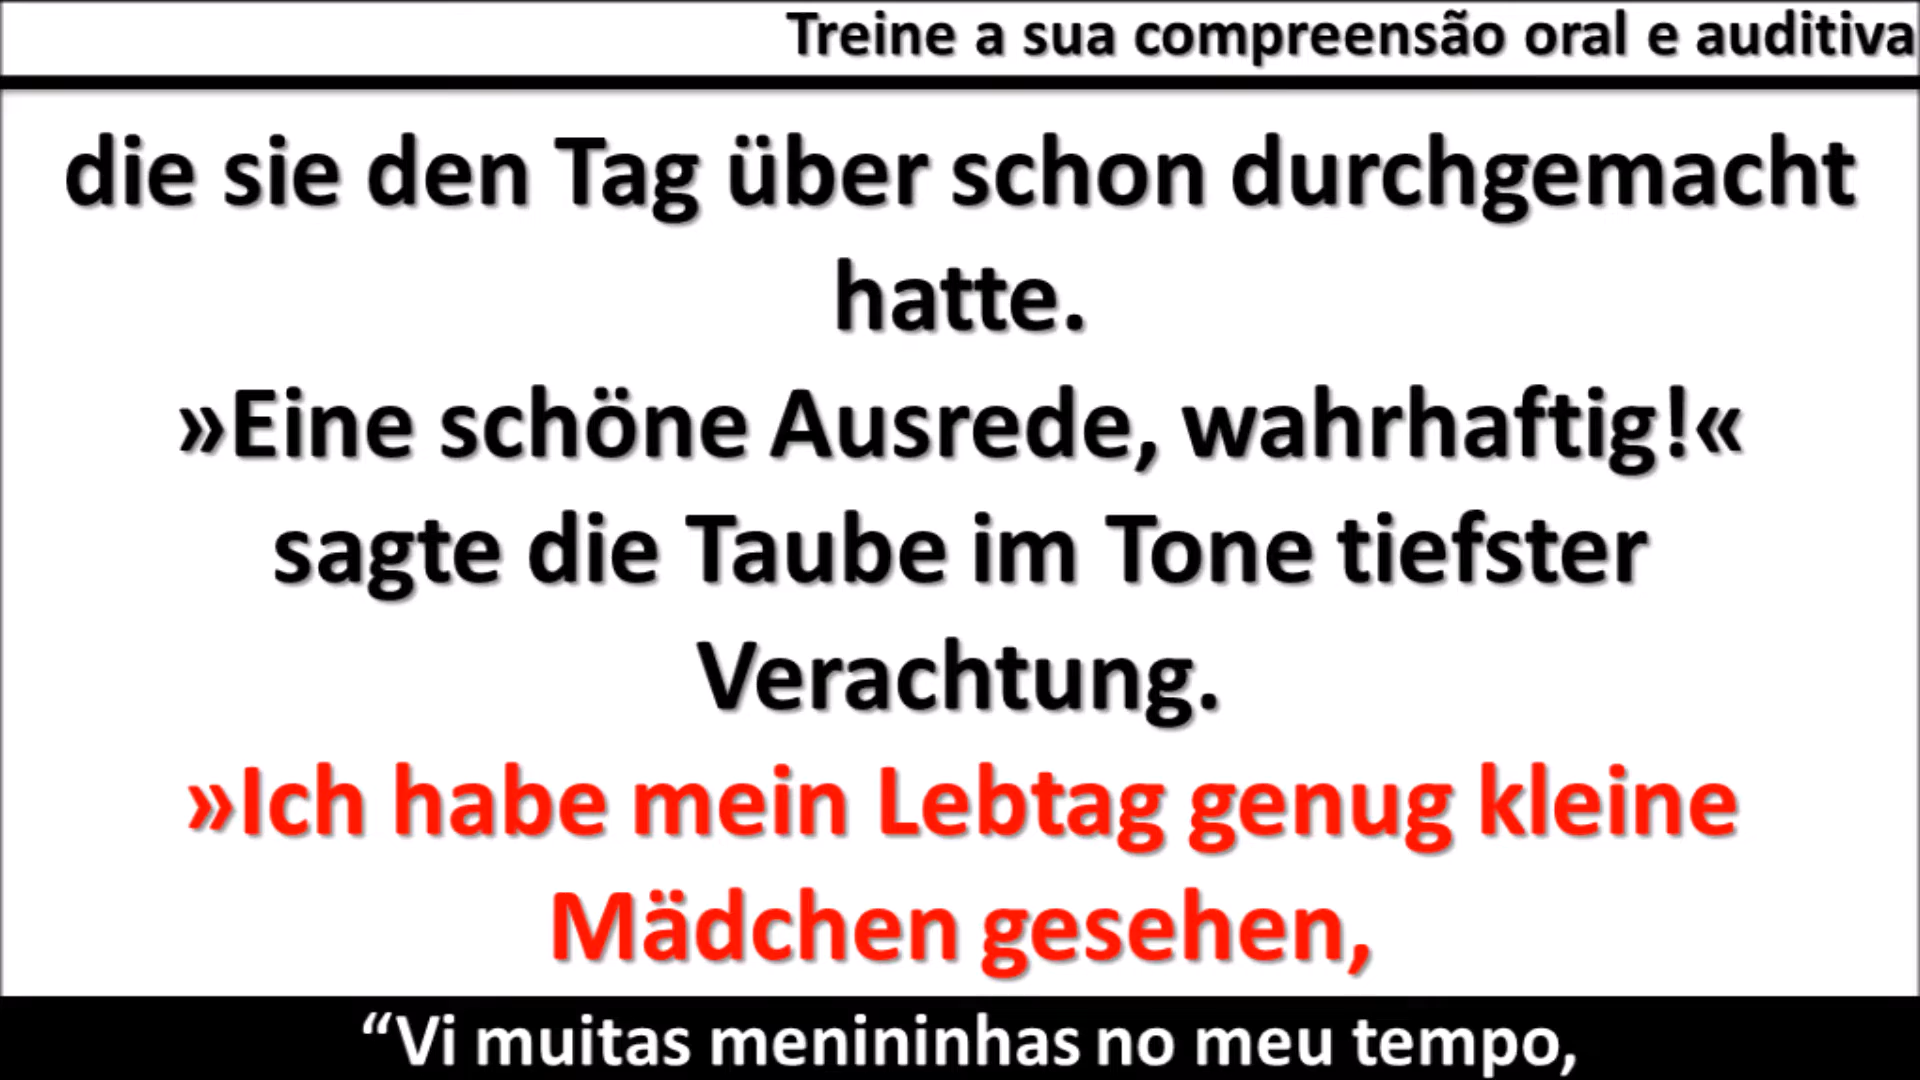 Treine a sua compreensão oral e auditiva
die sie den Tag über schon durchgemacht
hatte.
»Eine schöne Ausrede, wahrhaftig!«
sagte die Taube im Tone tiefster
Verachtung.
»Ich habe mein Lebtag genug kleine
Mädchen gesehen,
“Vi muitas menininhas no meu tempo,